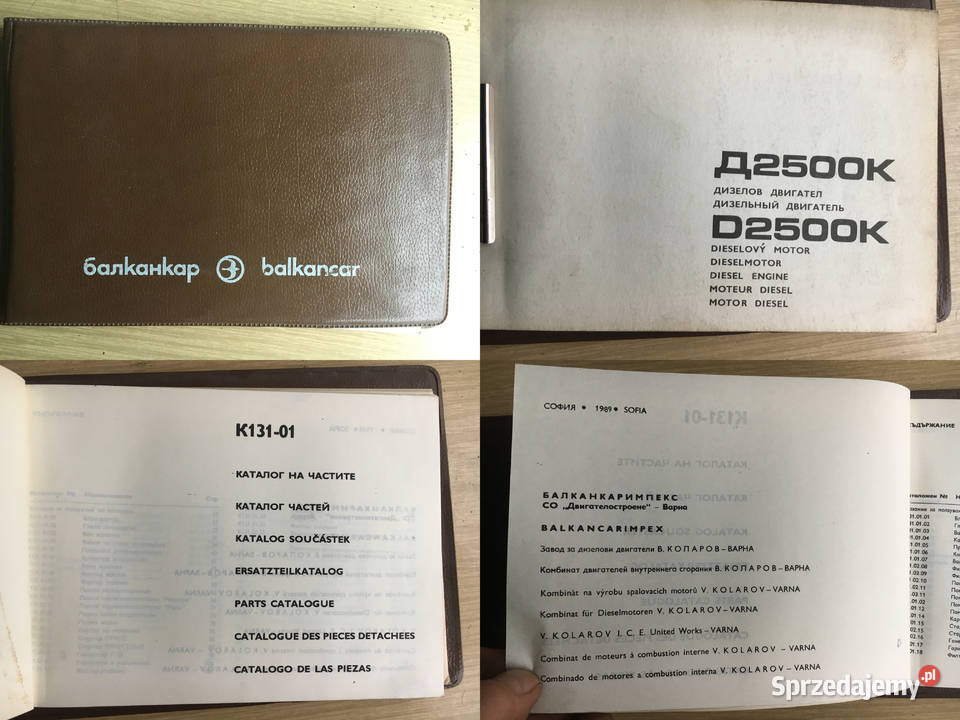 балканкар balkancar
Д2500К
ДИЗЕЛОВ ДВИГАТЕЛ
ДИЗЕЛЬНЫЙ ДВИГАТЕЛЬ
D2500K
DIESELOVÝ MOTOR
DIESELMOTOR
DIESEL ENGINE
MOTEUR DIESEL
MOTOR DIESEL
К131-01
КАТАЛОГ НА ЧАСТИТЕ
КАТАЛОГ ЧАСТЕЙ
KATALOG SOUČÁSTEK
ERSATZTEILKATALOG
PARTS CATALOGUE
CATALOGUE DES PIECES DETACHEES
CATALOGO DE LAS PIEZAS
СОФИЯ • 1989 • SOFIA
БАЛКАНКАРИМПЕКС
СО „Двигателостроене" – Варна
BALKANCARIMPEX
Завод за дизелови двигатели В. КОЛАРОВ – ВАРНА
Комбинат двигателей внутреннего сгорания В. КОЛАРОВ – ВАРНА
Kombinát na výrobu spalovacích motorů V. KOLAROV – VARNA
Kombinat für Dieselmotoren V. KOLAROV – VARNA
V. KOLAROV I. C. E. United Works – VARNA
Combinat de moteurs à combustion interne V. KOLAROV – VARNA
Combinado de motores a combustion interna V. KOLAROV – VARNA
Sprzedajemy.pl